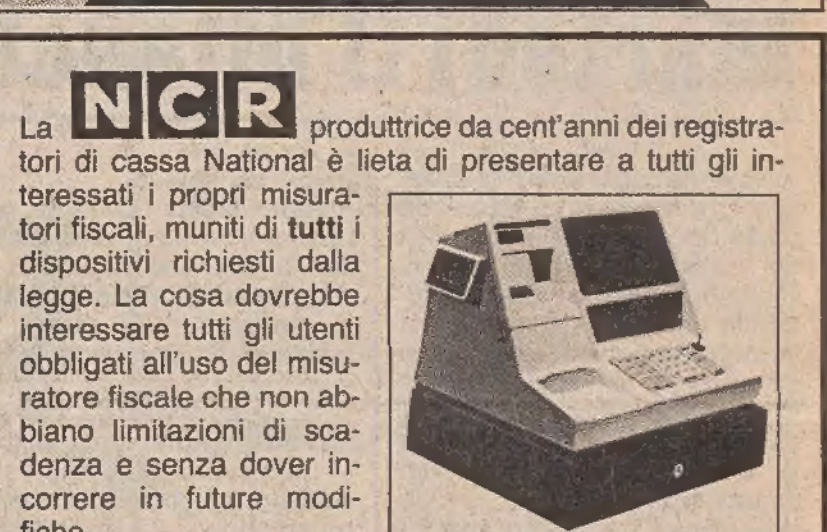 La NCR produttrice da cent'anni dei registra-
tori di cassa National è lieta di presentare a tutti gli in-
teressati i propri misura-
tori fiscali, muniti di tutti i
dispositivi richiesti dalla
legge. La cosa dovrebbe
interessare tutti gli utenti
obbligati all'uso del misu-
ratore fiscale che non ab-
biano limitazioni di sca-
denza e senza dover in-
correre in future modi-
fiche